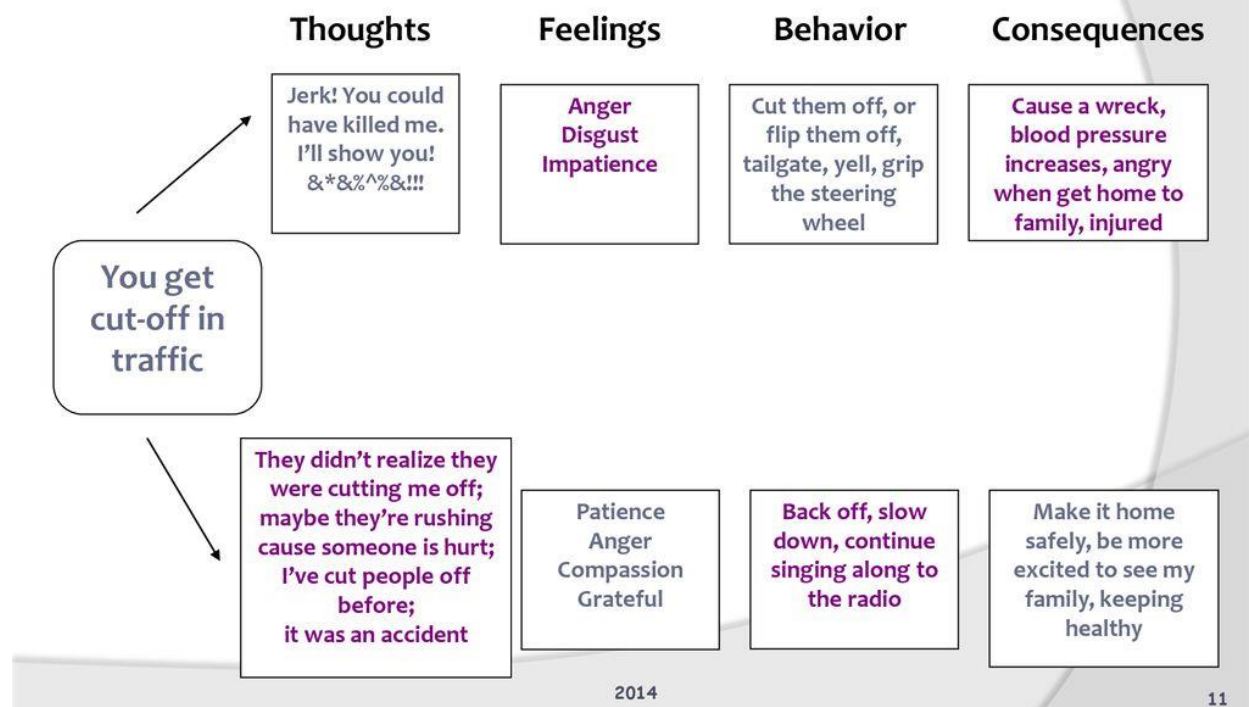 Thoughts
Feelings
Behavior
Consequences
Jerk! You could
have killed me.
I'll show you!
&*&%^%&!!!
Anger
Disgust
Impatience
Cut them off, or
flip them off,
tailgate, yell, grip
the steering
wheel
Cause a wreck,
blood pressure
increases, angry
when get home to
family, injured
You get
cut-off in
traffic
They didn't realize they
were cutting me off;
maybe they're rushing
cause someone is hurt;
I've cut people off
before;
it was an accident
Patience
Anger
Compassion
Grateful
Back off, slow
down, continue
singing along to
the radio
Make it home
safely, be more
excited to see my
family, keeping
healthy
2014
11